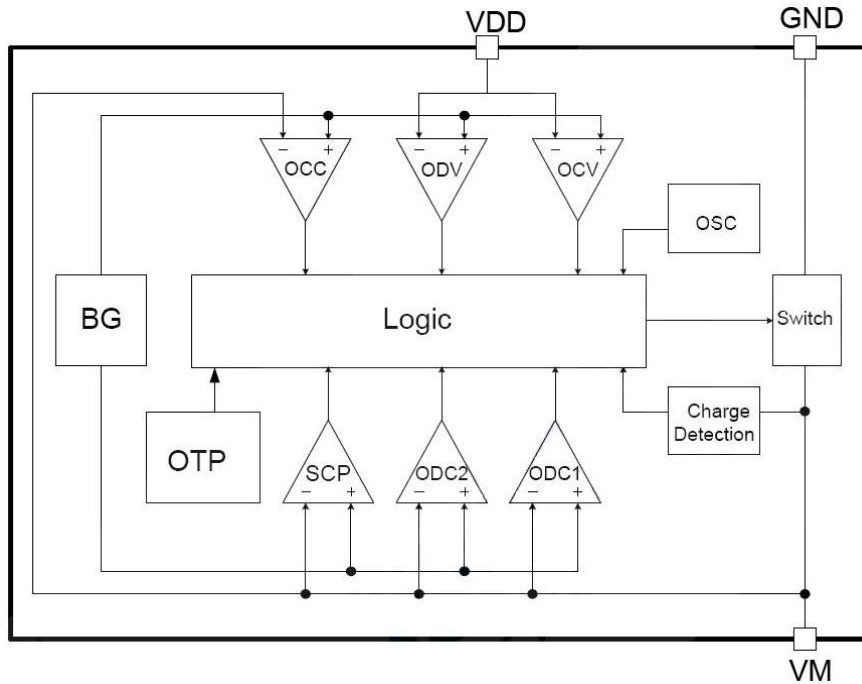 VDD
GND
− +
− +
− +
OCC
ODV
OCV
OSC
BG
Logic
Switch
OTP
Charge
Detection
SCP
ODC2
ODC1
− +
− +
− +
VM